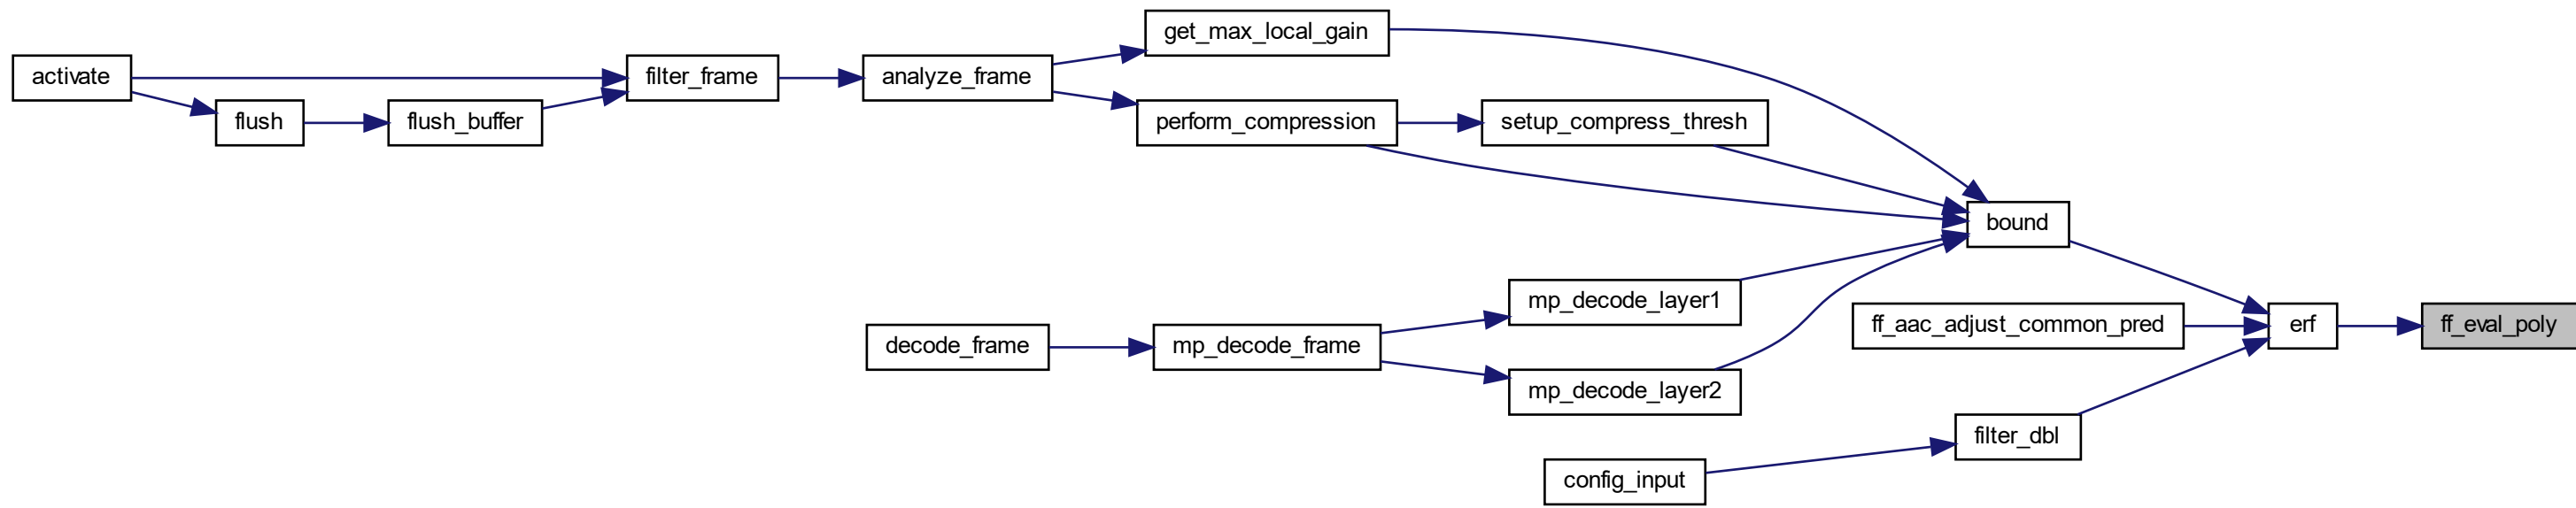 get_max_local_gain
activate
filter_frame
analyze_frame
flush
flush_buffer
perform_compression
setup_compress_thresh
bound
mp_decode_layer1
ff_aac_adjust_common_pred
erf
ff_eval_poly
decode_frame
mp_decode_frame
mp_decode_layer2
filter_dbl
config_input